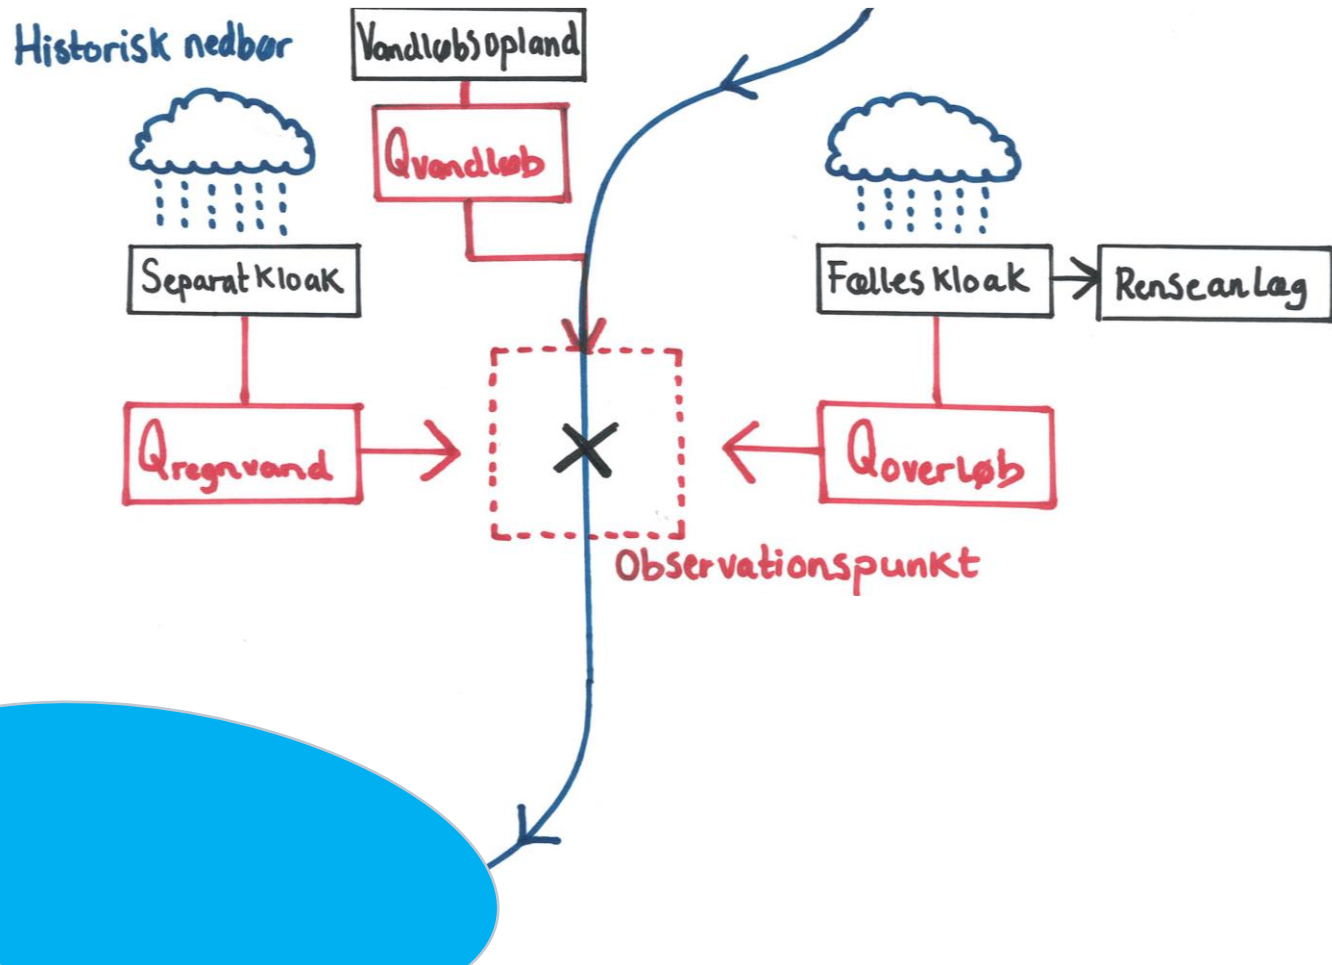 Historisk nedbør
Vandløbsopland
Qvandløb
Separat kloak
Fælles kloak
Renseanlæg
Qregnvand
Qoverløb
Observationspunkt